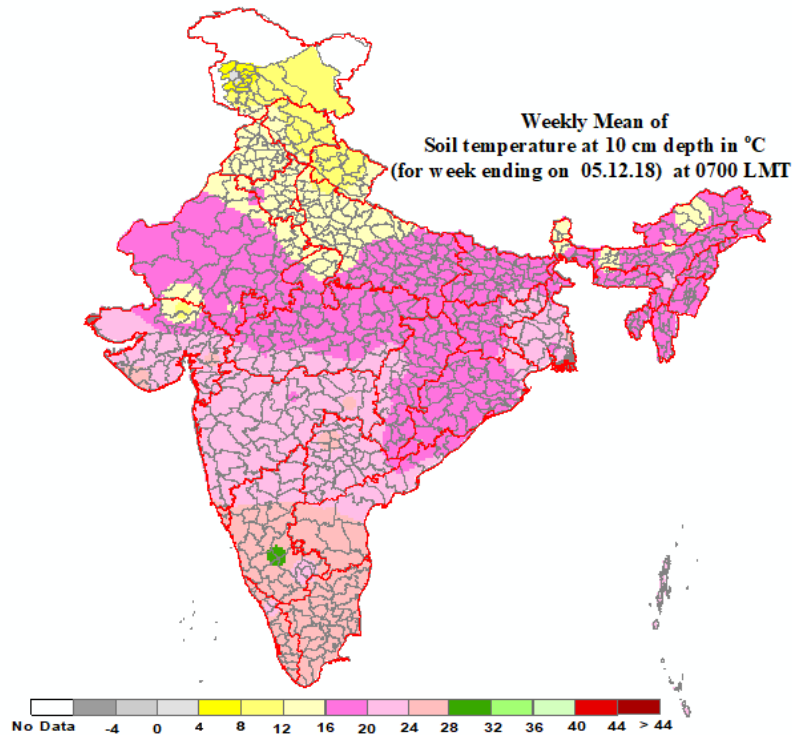 Weekly Mean of
Soil temperature at 10 cm depth in °C
(for week ending on 05.12.18) at 0700 LMT
No Data -4 0 4 8 12 16 20 24 28 32 36 40 44 > 44